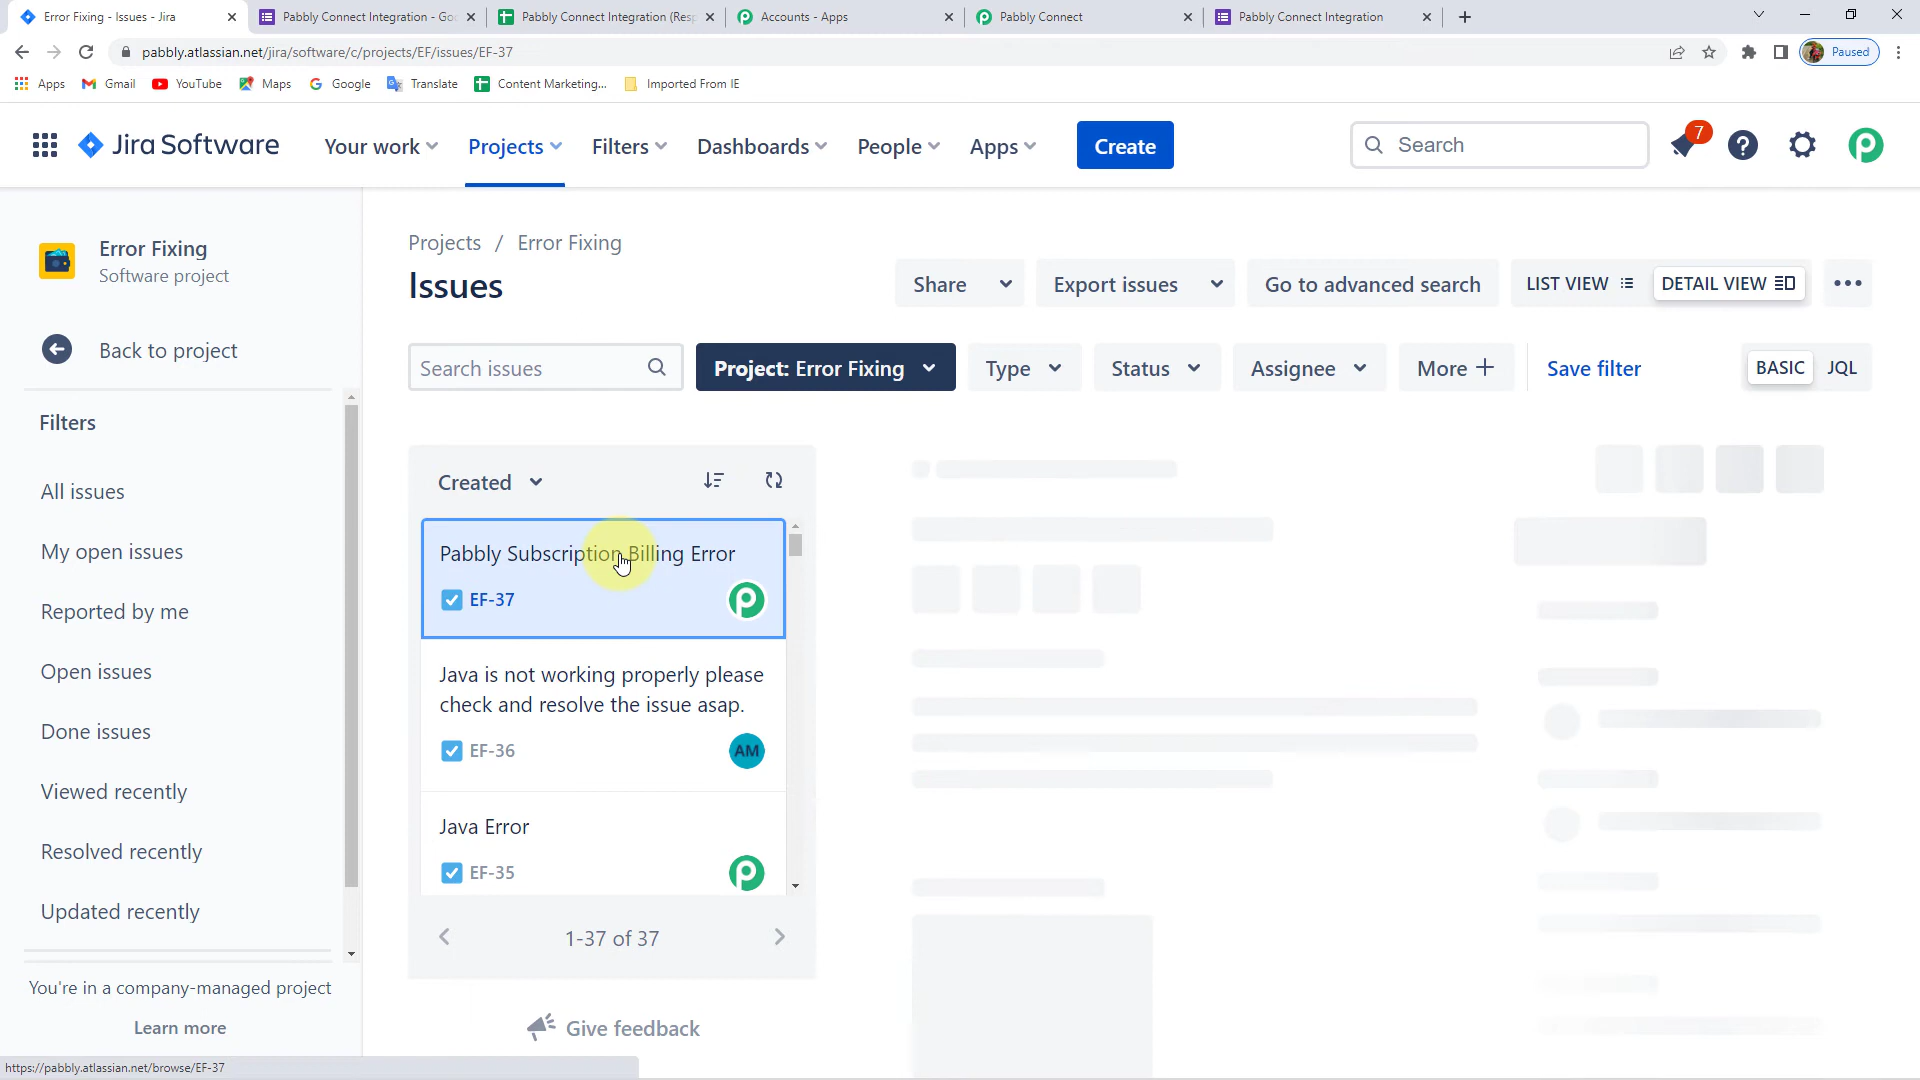 Error Fixing - Issues - Jira
Pabbly Connect Integration - Goo
Pabbly Connect Integration (Resp
Accounts - Apps
Pabbly Connect
Pabbly Connect Integration
pabbly.atlassian.net/jira/software/c/projects/EF/issues/EF-37
Paused
Apps
Gmail
YouTube
Maps
Google
Translate
Content Marketing...
Imported From IE
Jira Software
Your work
Projects
Filters
Dashboards
People
Apps
Create
Search
7
Error Fixing
Software project
Back to project
Filters
All issues
My open issues
Reported by me
Open issues
Done issues
Viewed recently
Resolved recently
Updated recently
You're in a company-managed project
Learn more
Projects / Error Fixing
Issues
Share
Export issues
Go to advanced search
LIST VIEW
DETAIL VIEW
Search issues
Project: Error Fixing
Type
Status
Assignee
More
Save filter
BASIC
JQL
Created
Pabbly Subscription Billing Error
EF-37
Java is not working properly please
check and resolve the issue asap.
EF-36
AM
Java Error
EF-35
1-37 of 37
Give feedback
https://pabbly.atlassian.net/browse/EF-37